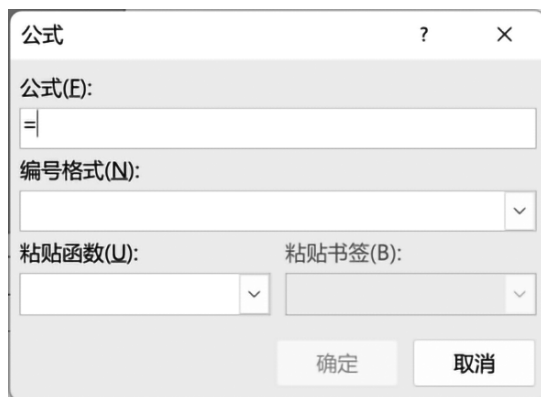 公式 ?
公式(F):
=
编号格式(N):
粘贴函数(U): 粘贴书签(B):
确定 取消